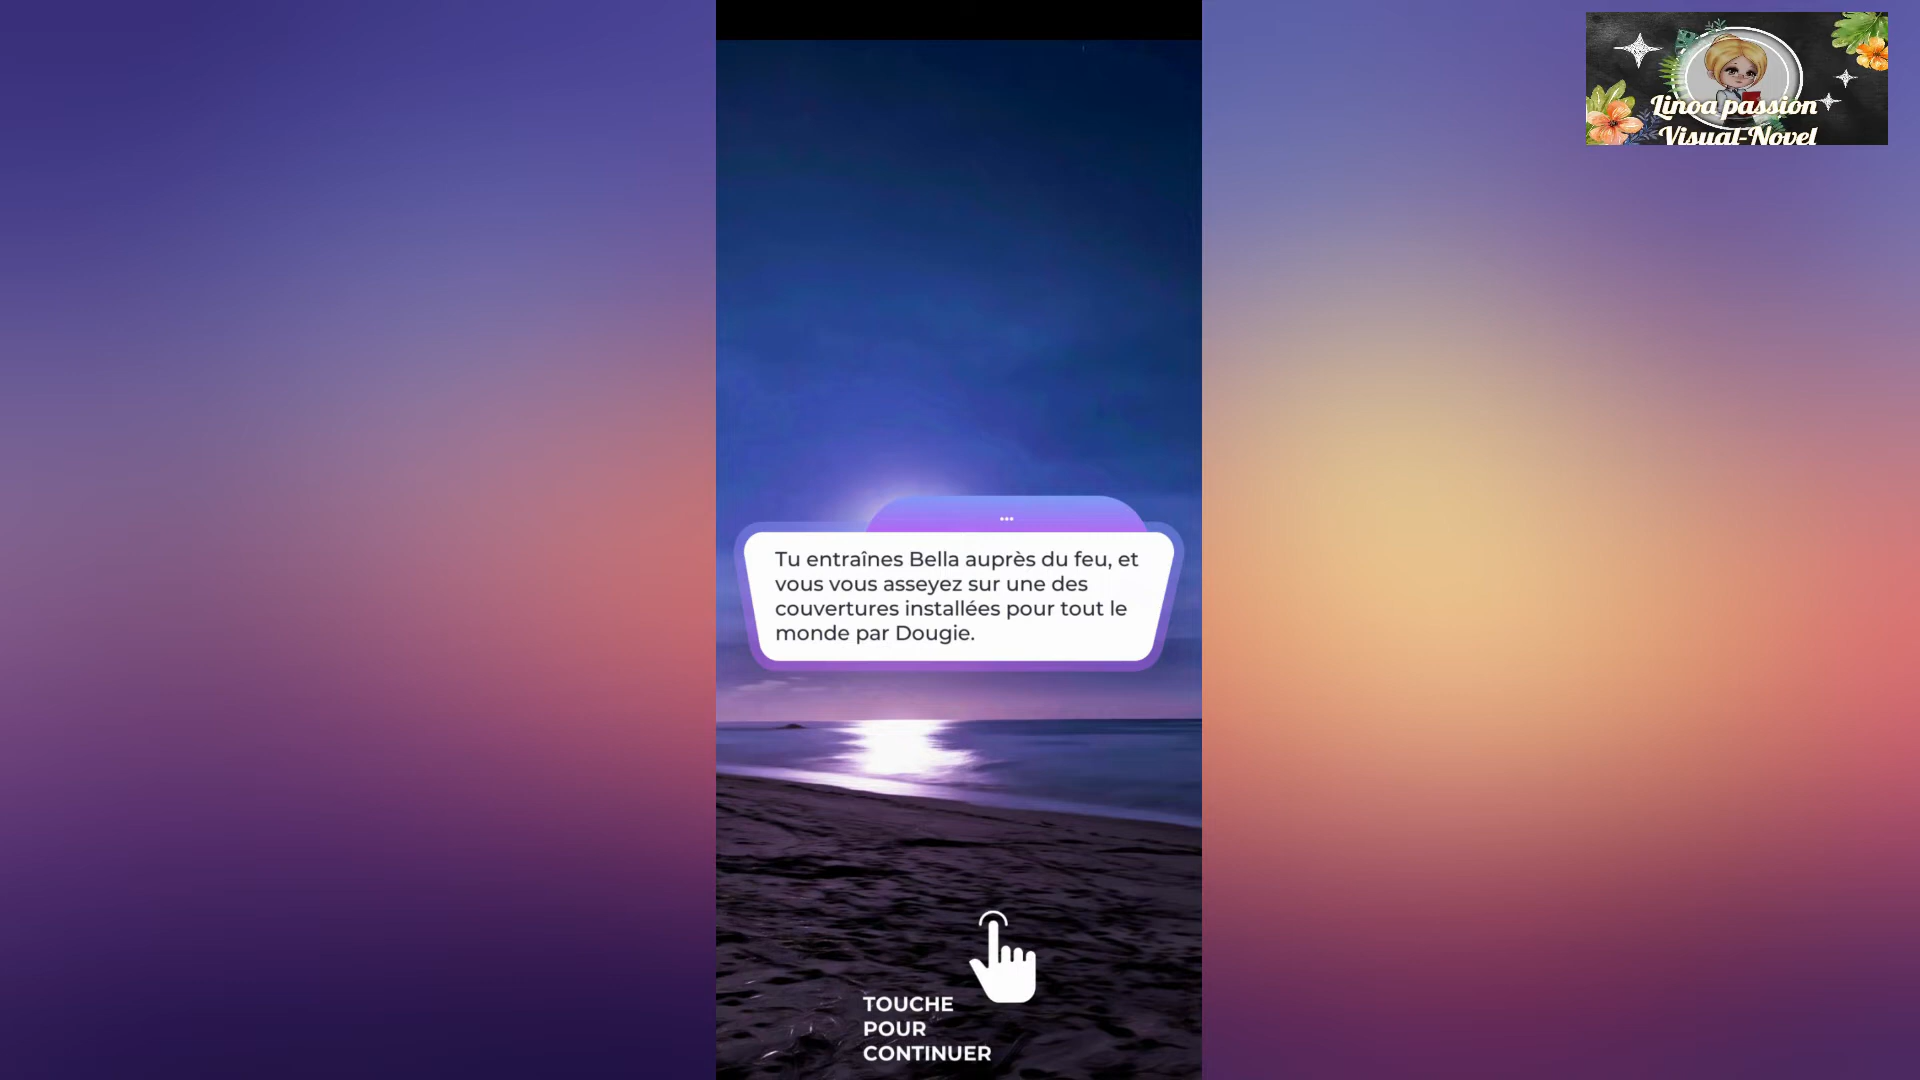 Linoa passion
Visual-Novel
...
Tu entraînes Bella auprès du feu, et
vous vous asseyez sur une des
couvertures installées pour tout le
monde par Dougie.
TOUCHE
POUR
CONTINUER